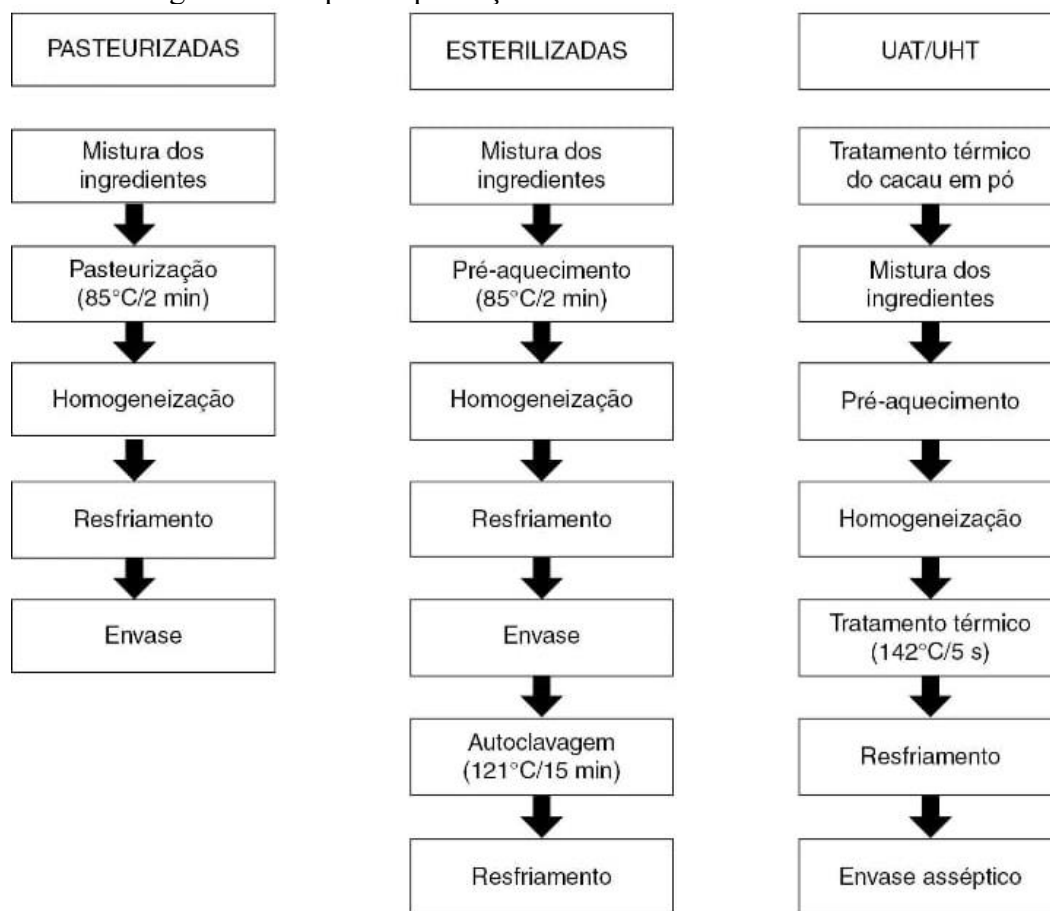 PASTEURIZADAS
Mistura dos
ingredientes
Pasteurização
(85°C/2 min)
Homogeneização
Resfriamento
Envase
ESTERILIZADAS
Mistura dos
ingredientes
Pré-aquecimento
(85°C/2 min)
Homogeneização
Resfriamento
Envase
Autoclavagem
(121°C/15 min)
Resfriamento
UAT/UHT
Tratamento térmico
do cacau em pó
Mistura dos
ingredientes
Pré-aquecimento
Homogeneização
Tratamento térmico
(142°C/5 s)
Resfriamento
Envase asséptico